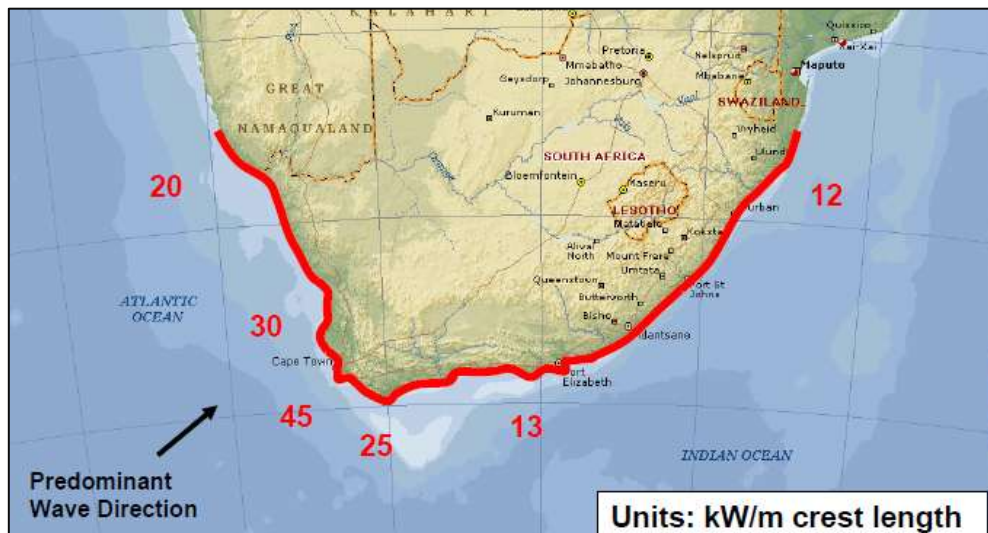 KALAHARI
Quissico
Pretoria
Nelspruit
Xai-Xai
Mmabatho
Johannesburg
Mbabane
Maputo
GREAT
NAMAQUALAND
Kuruman
Vaal
SWAZILAND
Vryheid
SOUTH AFRICA
Ulundi
20
Bloemfontein
Maseru
12
LESOTHO
Durban
Matatiele
Kokstad
Alival
North
Mount Frere
Umtata
Queenstown
Port St
Johns
ATLANTIC
OCEAN
Butterworth
30
Bisho
Mdantsane
Cape Town
Port
Elizabeth
45
25
13
INDIAN OCEAN
Predominant
Wave Direction
Units: kW/m crest length